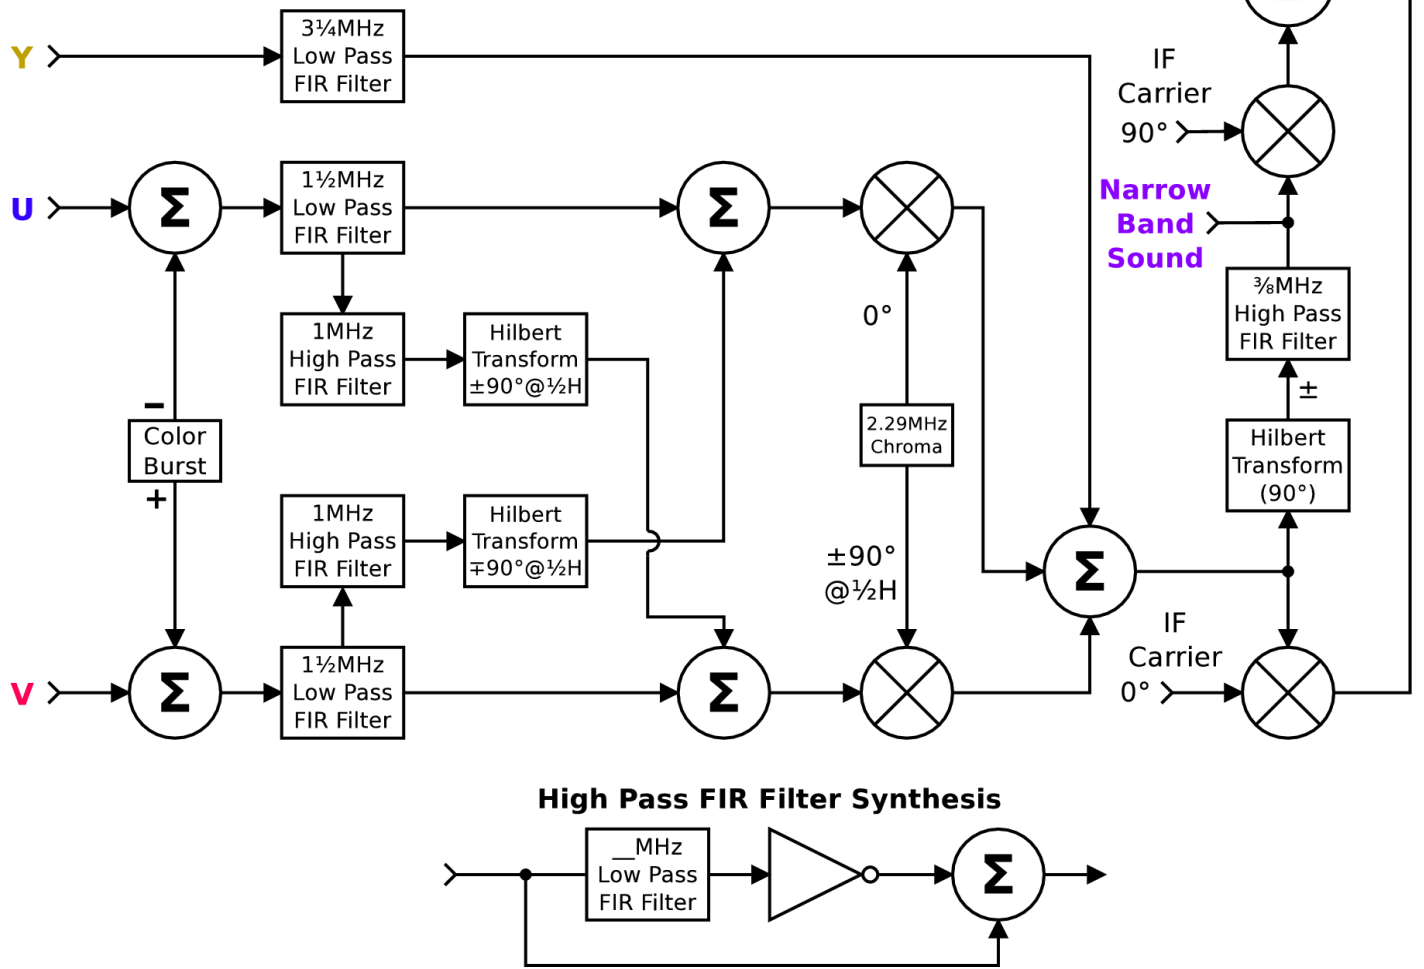 Y
3¼MHz
Low Pass
FIR Filter
IF
Carrier
90°
U
Σ
1½MHz
Low Pass
FIR Filter
Σ
Narrow
Band
Sound
1MHz
High Pass
FIR Filter
Hilbert
Transform
±90°@½H
0°
⅜MHz
High Pass
FIR Filter
±
−
Color
Burst
+
2.29MHz
Chroma
Hilbert
Transform
(90°)
1MHz
High Pass
FIR Filter
Hilbert
Transform
∓90°@½H
±90°
@½H
Σ
IF
Carrier
0°
V
Σ
1½MHz
Low Pass
FIR Filter
Σ
High Pass FIR Filter Synthesis
__MHz
Low Pass
FIR Filter
Σ